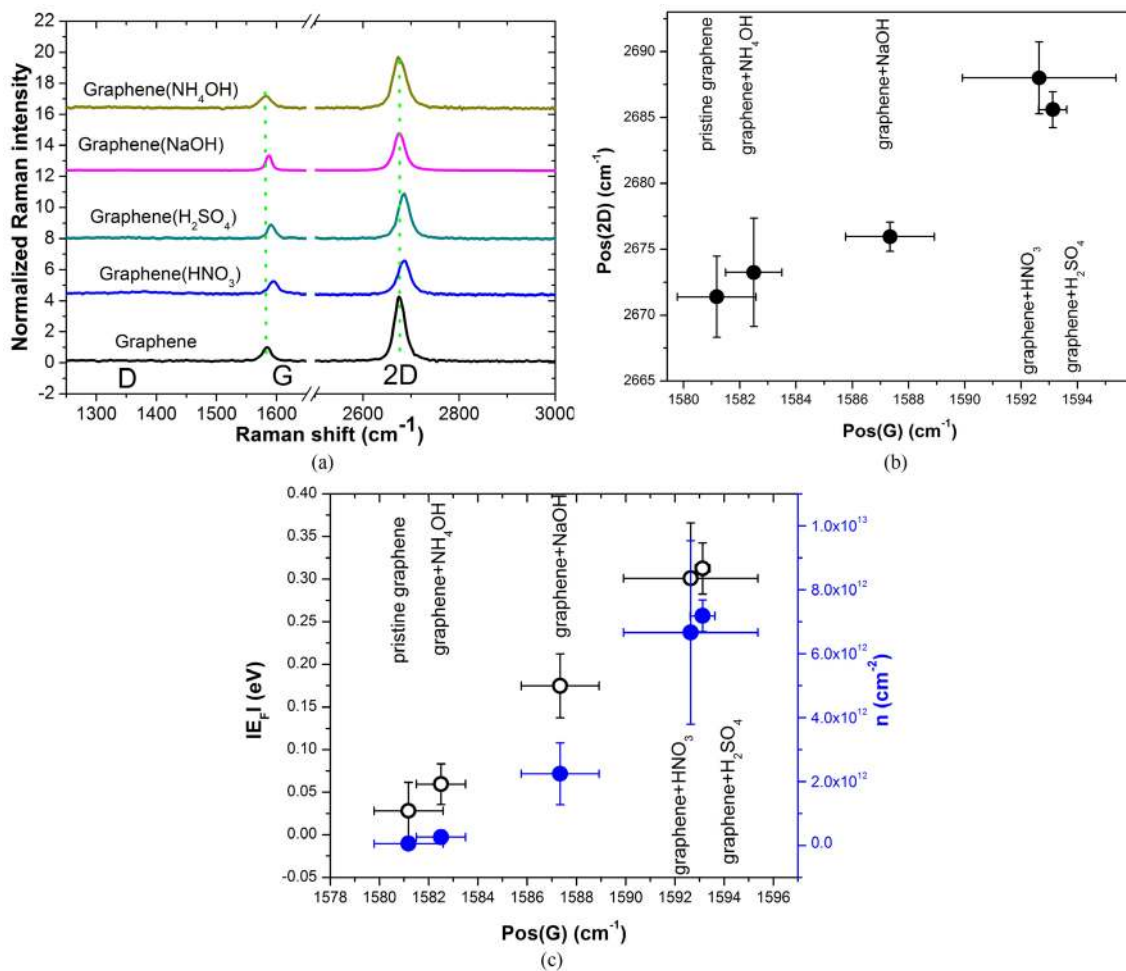 (a)
Normalized Raman intensity
22
20
18
16
14
12
10
8
6
4
2
0
-2
Graphene(NH₄OH)
Graphene(NaOH)
Graphene(H₂SO₄)
Graphene(HNO₃)
Graphene
D
G
2D
1300 1400 1500 1600 2600 2800 3000
Raman shift (cm⁻¹)
(a)
Pos(2D) (cm⁻¹)
2690
2685
2680
2675
2670
2665
pristine graphene
graphene+NH₄OH
graphene+NaOH
graphene+HNO₃
graphene+H₂SO₄
1580 1582 1584 1586 1588 1590 1592 1594
Pos(G) (cm⁻¹)
(b)
|E_F| (eV)
0.40
0.35
0.30
0.25
0.20
0.15
0.10
0.05
0.00
-0.05
pristine graphene
graphene+NH₄OH
graphene+NaOH
graphene+HNO₃
graphene+H₂SO₄
1.0x10¹³
8.0x10¹²
6.0x10¹²
4.0x10¹²
2.0x10¹²
0.0
n (cm⁻²)
1578 1580 1582 1584 1586 1588 1590 1592 1594 1596
Pos(G) (cm⁻¹)
(c)